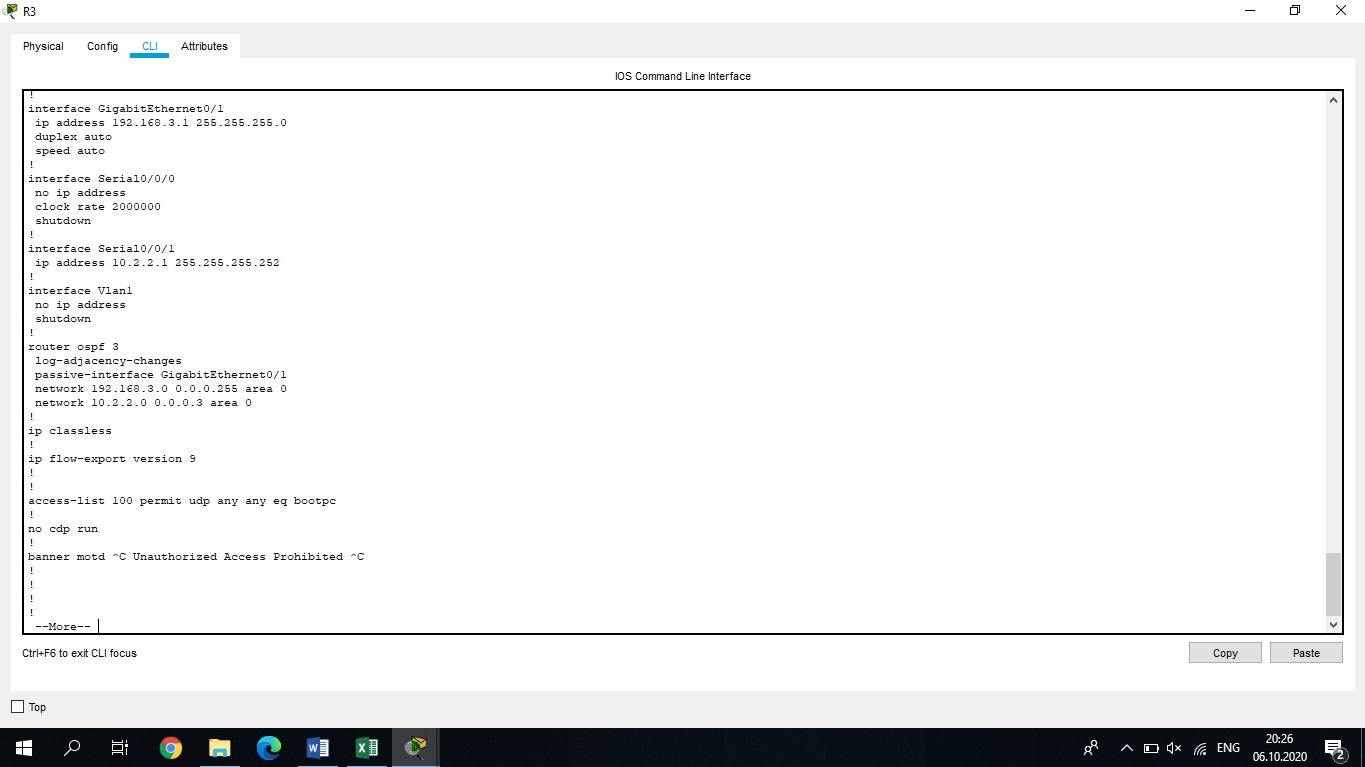 R3
Physical Config CLI Attributes
IOS Command Line Interface
!
interface GigabitEthernet0/1
ip address 192.168.3.1 255.255.255.0
duplex auto
speed auto
!
interface Serial0/0/0
no ip address
clock rate 2000000
shutdown
!
interface Serial0/0/1
ip address 10.2.2.1 255.255.255.252
!
interface Vlan1
no ip address
shutdown
!
router ospf 3
log-adjacency-changes
passive-interface GigabitEthernet0/1
network 192.168.3.0 0.0.0.255 area 0
network 10.2.2.0 0.0.0.3 area 0
!
ip classless
!
ip flow-export version 9
!
!
access-list 100 permit udp any any eq bootpc
!
no cdp run
!
banner motd ^C Unauthorized Access Prohibited ^C
!
!
!
!
--More--
Ctrl+F6 to exit CLI focus
Copy Paste
Top
ENG
20:26
06.10.2020
2